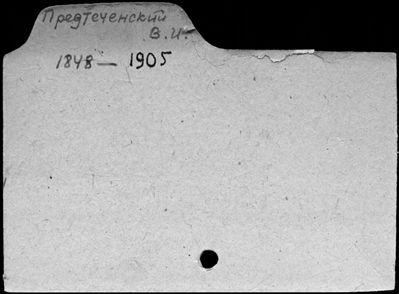 Предтеченский
В.И.
1848 — 1905